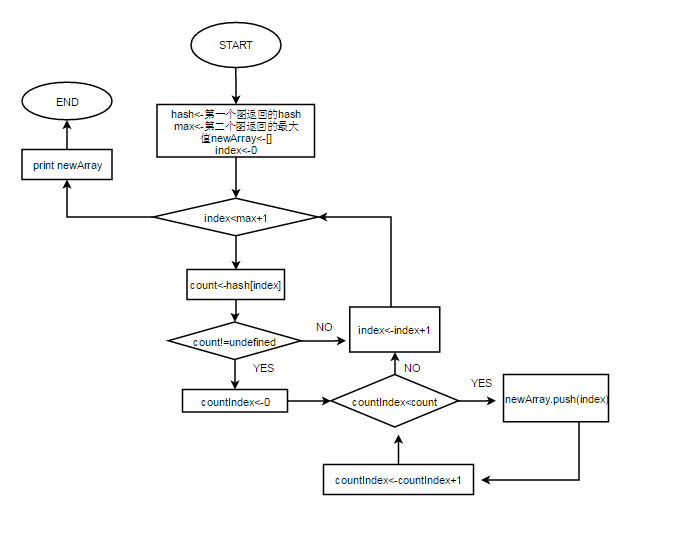 START
END
hash<-第一个图返回的hash
max<-第二个图返回的最大
值newArray<-[]
index<-0
print newArray
index<max+1
count<-hash[index]
count!=undefined
NO
index<-index+1
YES
NO
YES
countIndex<-0
countIndex<count
newArray.push(index)
countIndex<-countIndex+1